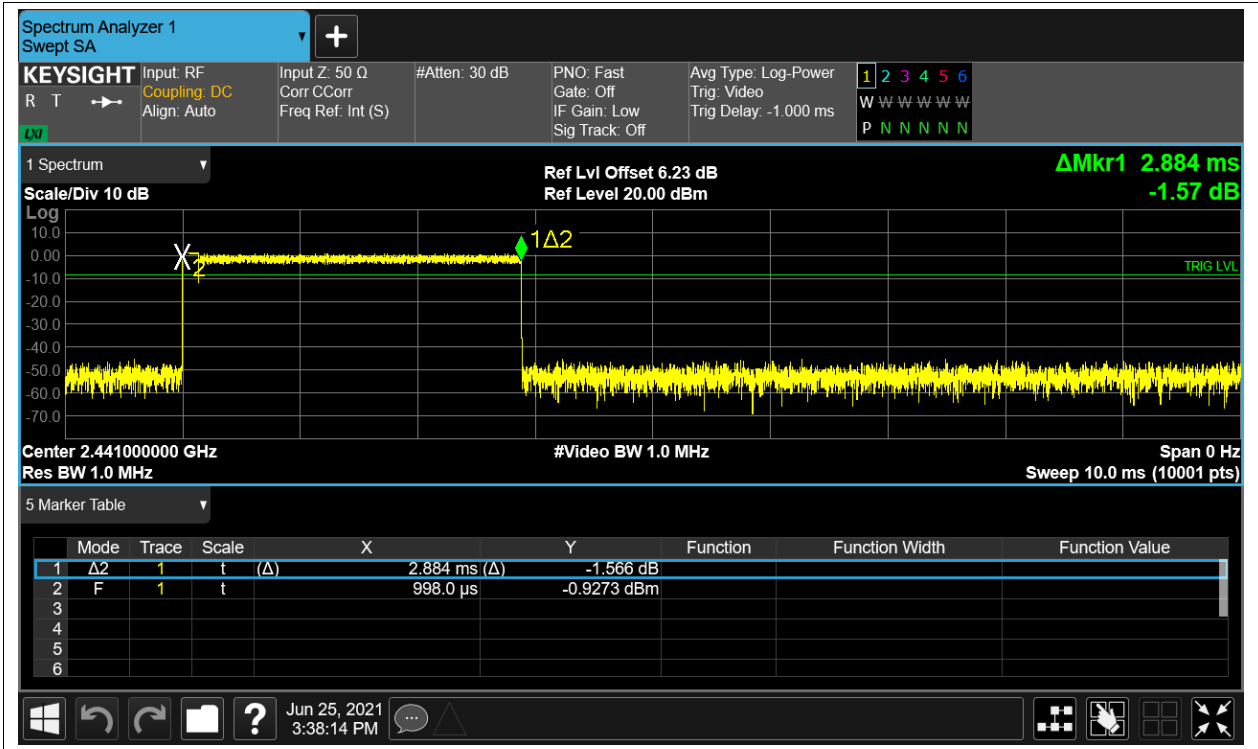 Spectrum Analyzer 1
Swept SA
KEYSIGHT
R T
LXI
Input: RF
Coupling: DC
Align: Auto
Input Z: 50 Ω
Corr CCorr
Freq Ref: Int (S)
#Atten: 30 dB
PNO: Fast
Gate: Off
IF Gain: Low
Sig Track: Off
Avg Type: Log-Power
Trig: Video
Trig Delay: -1.000 ms
1 2 3 4 5 6
W W W W W W
P N N N N N
1 Spectrum
Scale/Div 10 dB
Ref Lvl Offset 6.23 dB
Ref Level 20.00 dBm
ΔMkr1 2.884 ms
-1.57 dB
Log
10.0
0.00
-10.0
-20.0
-30.0
-40.0
-50.0
-60.0
-70.0
2
1Δ2
TRIG LVL
Center 2.441000000 GHz #Video BW 1.0 MHz Span 0 Hz
Res BW 1.0 MHz Sweep 10.0 ms (10001 pts)
5 Marker Table
Mode Trace Scale X Y Function Function Width Function Value
1 Δ2 1 t (Δ) 2.884 ms (Δ) -1.566 dB
2 F 1 t 998.0 µs -0.9273 dBm
3
4
5
6
?
Jun 25, 2021
3:38:14 PM